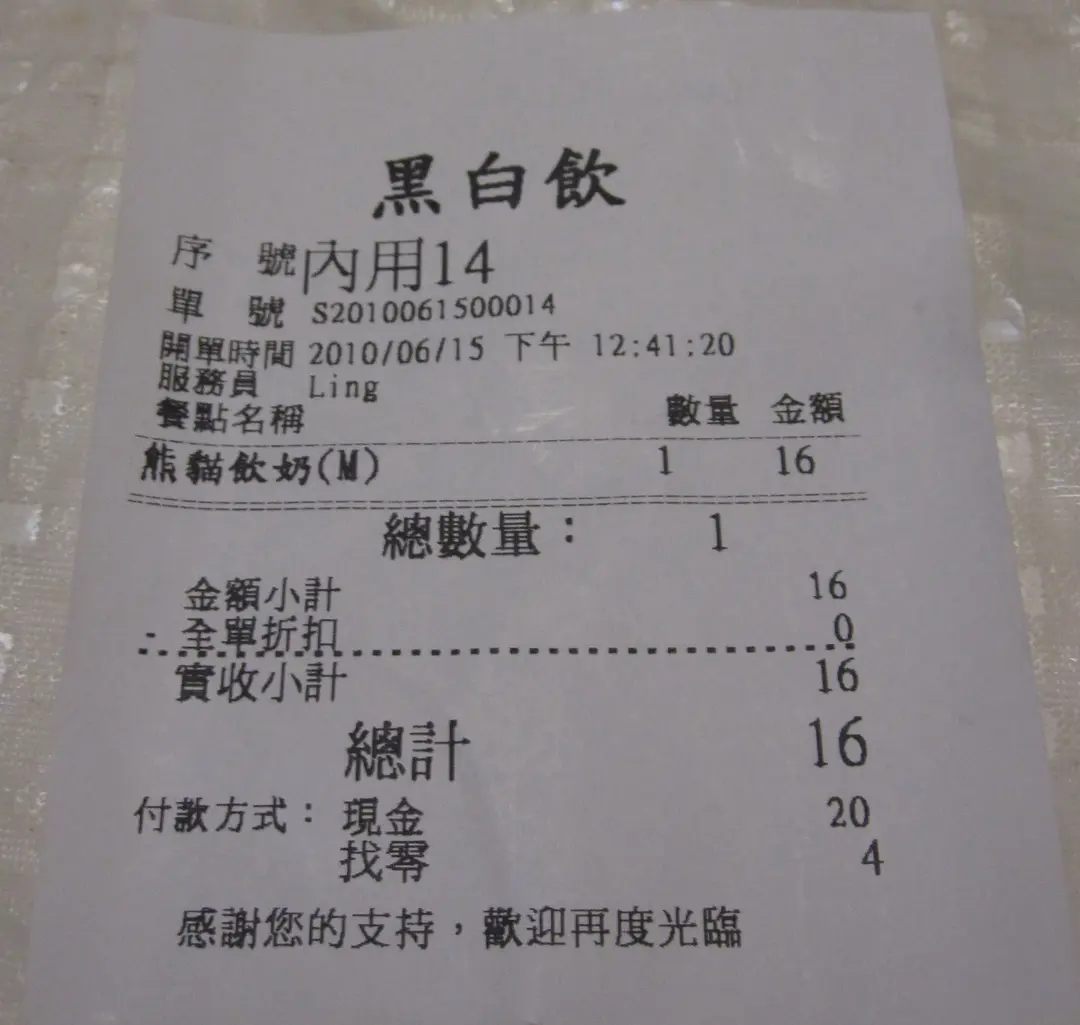 黑白飲
序 號 內用14
單 號 S2010061500014
開單時間 2010/06/15 下午 12:41:20
服務員 Ling
餐點名稱 數量 金額
熊貓飲奶(M) 1 16
總數量: 1
金額小計 16
全單折扣 0
實收小計 16
總計 16
付款方式: 現金 20
找零 4
感謝您的支持,歡迎再度光臨